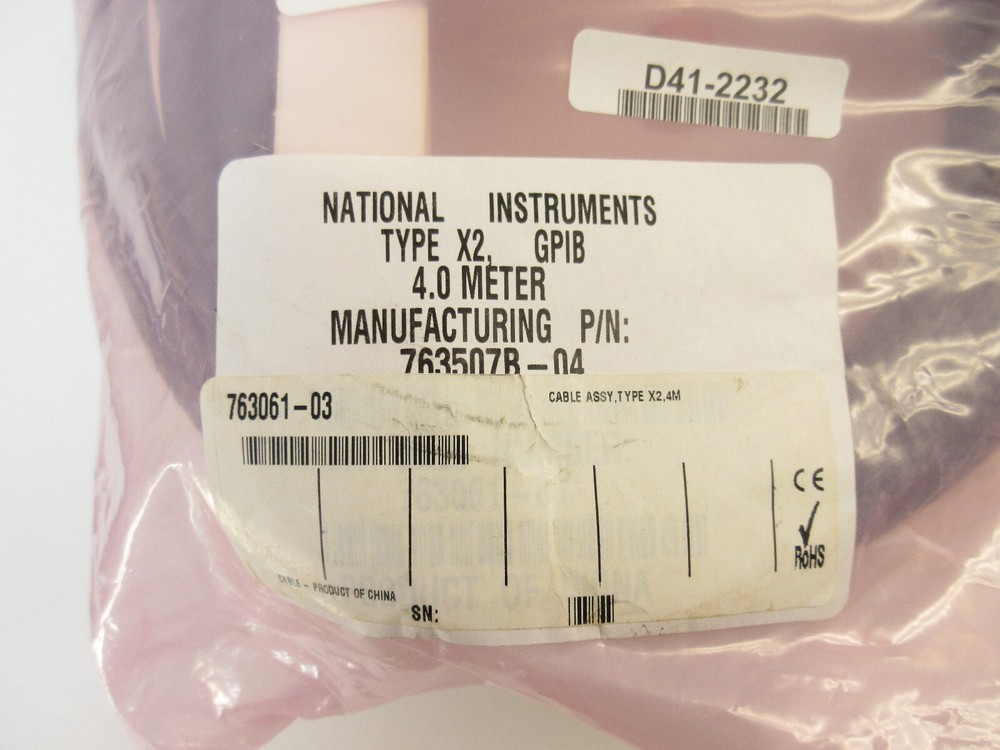 D41-2232
NATIONAL INSTRUMENTS
TYPE X2, GPIB
4.0 METER
MANUFACTURING P/N:
763507B-04
763061-03
CABLE ASSY,TYPE X2,4M
CE
RoHS
CABLE - PRODUCT OF CHINA
SN: